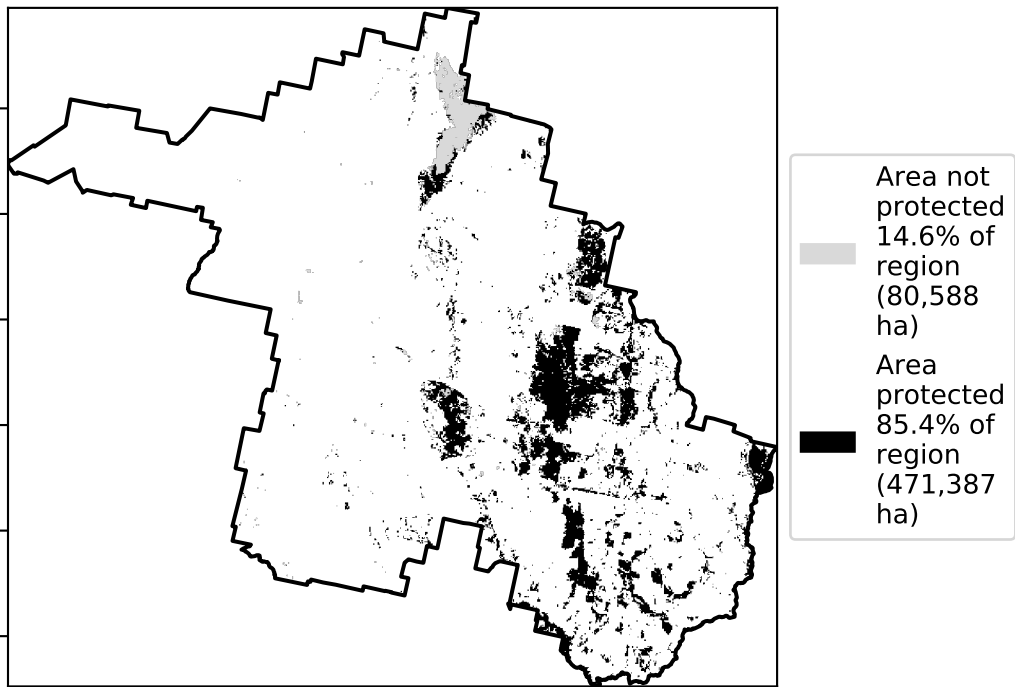 Area not
protected
14.6% of
region
(80,588
ha)
Area
protected
85.4% of
region
(471,387
ha)